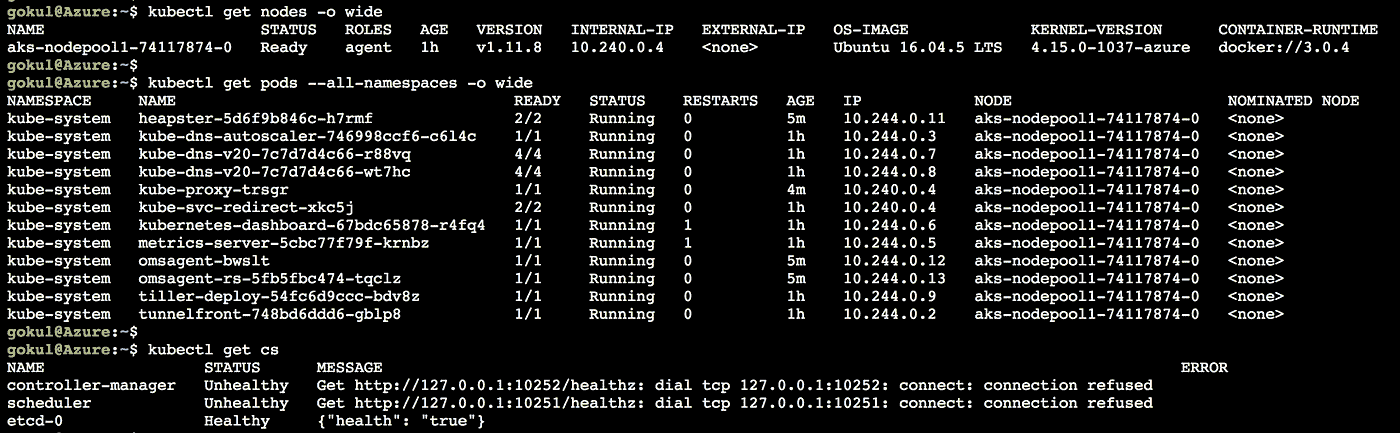 gokul@Azure:~$ kubectl get nodes -o wide
NAME STATUS ROLES AGE VERSION INTERNAL-IP EXTERNAL-IP OS-IMAGE KERNEL-VERSION CONTAINER-RUNTIME
aks-nodepool1-74117874-0 Ready agent 1h v1.11.8 10.240.0.4 <none> Ubuntu 16.04.5 LTS 4.15.0-1037-azure docker://3.0.4
gokul@Azure:~$
gokul@Azure:~$ kubectl get pods --all-namespaces -o wide
NAMESPACE NAME READY STATUS RESTARTS AGE IP NODE NOMINATED NODE
kube-system heapster-5d6f9b846c-h7rmf 2/2 Running 0 5m 10.244.0.11 aks-nodepool1-74117874-0 <none>
kube-system kube-dns-autoscaler-746998ccf6-c6l4c 1/1 Running 0 1h 10.244.0.3 aks-nodepool1-74117874-0 <none>
kube-system kube-dns-v20-7c7d7d4c66-r88vq 4/4 Running 0 1h 10.244.0.7 aks-nodepool1-74117874-0 <none>
kube-system kube-dns-v20-7c7d7d4c66-wt7hc 4/4 Running 0 1h 10.244.0.8 aks-nodepool1-74117874-0 <none>
kube-system kube-proxy-trsgr 1/1 Running 0 4m 10.240.0.4 aks-nodepool1-74117874-0 <none>
kube-system kube-svc-redirect-xkc5j 2/2 Running 0 1h 10.240.0.4 aks-nodepool1-74117874-0 <none>
kube-system kubernetes-dashboard-67bdc65878-r4fq4 1/1 Running 1 1h 10.244.0.6 aks-nodepool1-74117874-0 <none>
kube-system metrics-server-5cbc77f79f-krnbz 1/1 Running 1 1h 10.244.0.5 aks-nodepool1-74117874-0 <none>
kube-system omsagent-bwslt 1/1 Running 0 5m 10.244.0.12 aks-nodepool1-74117874-0 <none>
kube-system omsagent-rs-5fb5fbc474-tqclz 1/1 Running 0 5m 10.244.0.13 aks-nodepool1-74117874-0 <none>
kube-system tiller-deploy-54fc6d9ccc-bdv8z 1/1 Running 0 1h 10.244.0.9 aks-nodepool1-74117874-0 <none>
kube-system tunnelfront-748bd6ddd6-gblp8 1/1 Running 0 1h 10.244.0.2 aks-nodepool1-74117874-0 <none>
gokul@Azure:~$
gokul@Azure:~$ kubectl get cs
NAME STATUS MESSAGE ERROR
controller-manager Unhealthy Get http://127.0.0.1:10252/healthz: dial tcp 127.0.0.1:10252: connect: connection refused
scheduler Unhealthy Get http://127.0.0.1:10251/healthz: dial tcp 127.0.0.1:10251: connect: connection refused
etcd-0 Healthy {"health": "true"}